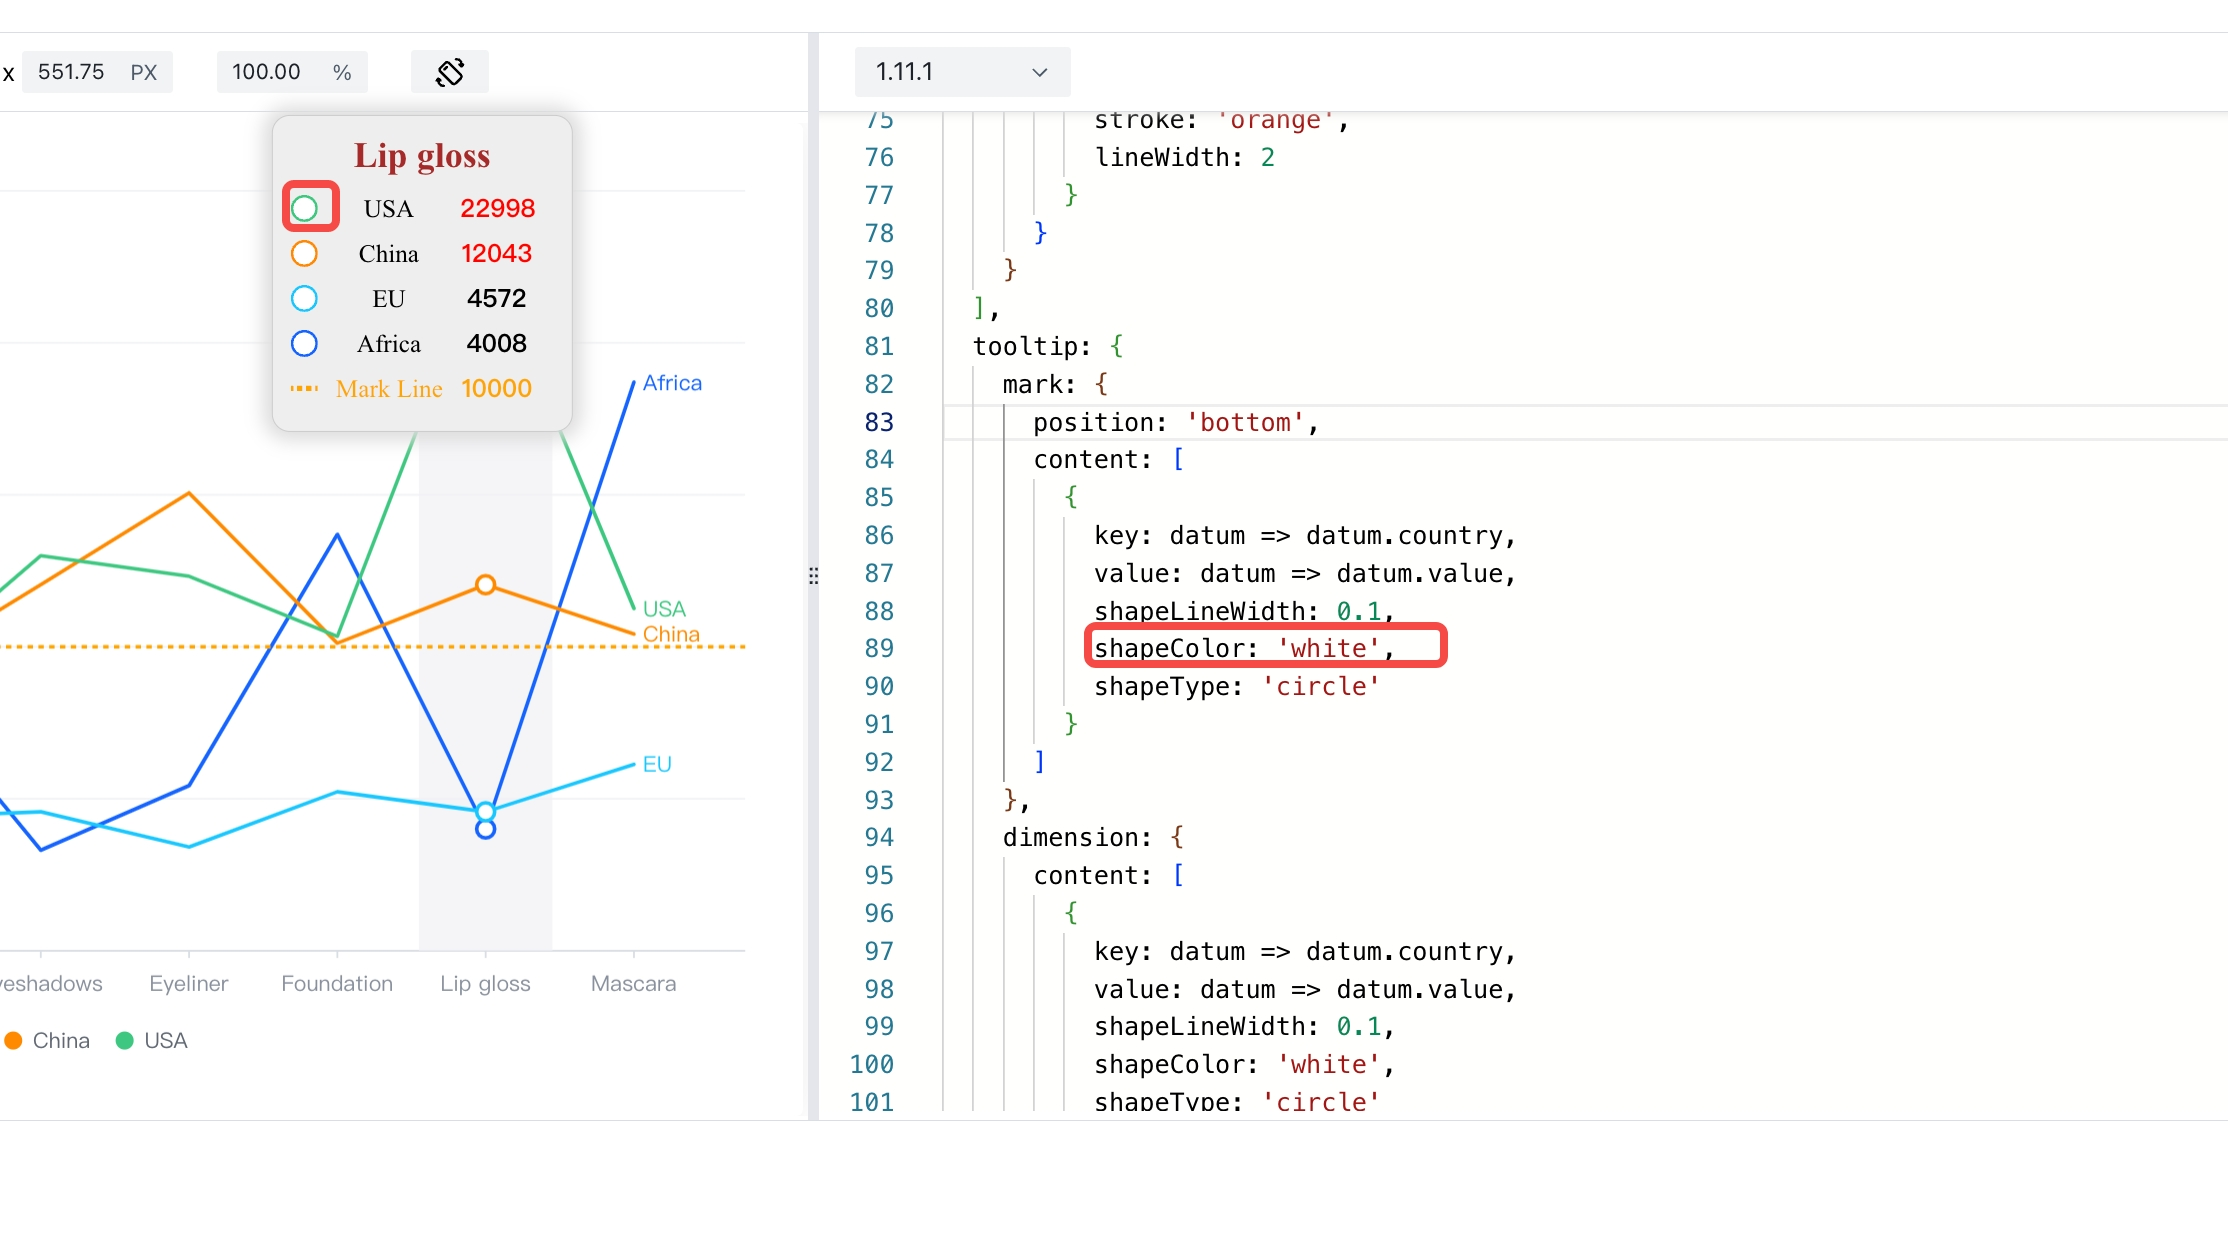 x 551.75 PX 100.00 %
Lip gloss
USA 22998
China 12043
EU 4572
Africa 4008
Mark Line 10000
Africa
USA
China
EU
yeshadows Eyeliner Foundation Lip gloss Mascara
China USA
1.11.1
75 stroke: 'orange',
76 lineWidth: 2
77 }
78 }
79 }
80 ],
81 tooltip: {
82 mark: {
83 position: 'bottom',
84 content: [
85 {
86 key: datum => datum.country,
87 value: datum => datum.value,
88 shapeLineWidth: 0.1,
89 shapeColor: 'white',
90 shapeType: 'circle'
91 }
92 ]
93 },
94 dimension: {
95 content: [
96 {
97 key: datum => datum.country,
98 value: datum => datum.value,
99 shapeLineWidth: 0.1,
100 shapeColor: 'white',
101 shapeType: 'circle'